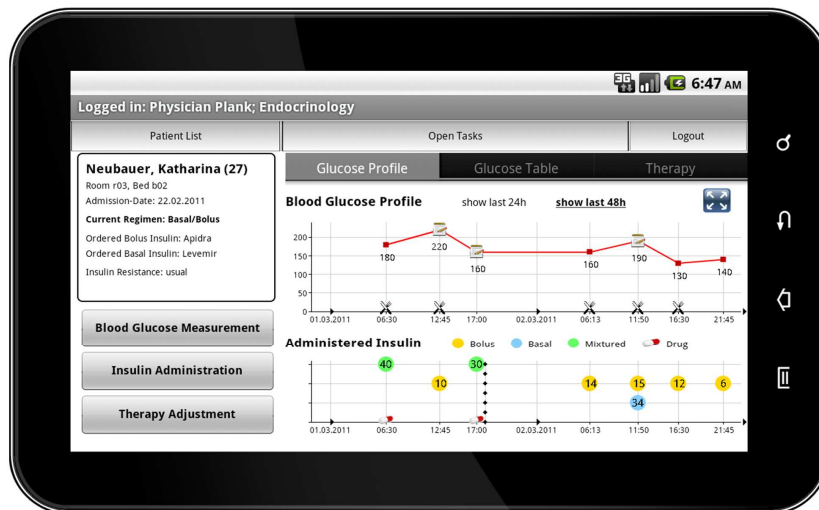 3G
6:47 AM
Logged in: Physician Plank; Endocrinology
Patient List
Open Tasks
Logout
Neubauer, Katharina (27)
Room r03, Bed b02
Admission-Date: 22.02.2011
Current Regimen: Basal/Bolus
Ordered Bolus Insulin: Apidra
Ordered Basal Insulin: Levemir
Insulin Resistance: usual
Blood Glucose Measurement
Insulin Administration
Therapy Adjustment
Glucose Profile
Glucose Table
Therapy
Blood Glucose Profile
show last 24h
show last 48h
200
150
100
50
0
180
220
160
160
190
130
140
01.03.2011
06:30
12:45
17:00
02.03.2011
06:13
11:50
16:30
21:45
Administered Insulin
Bolus
Basal
Mixtured
Drug
40
30
10
14
15
12
6
34
01.03.2011
06:30
12:45
17:00
02.03.2011
06:13
11:50
16:30
21:45